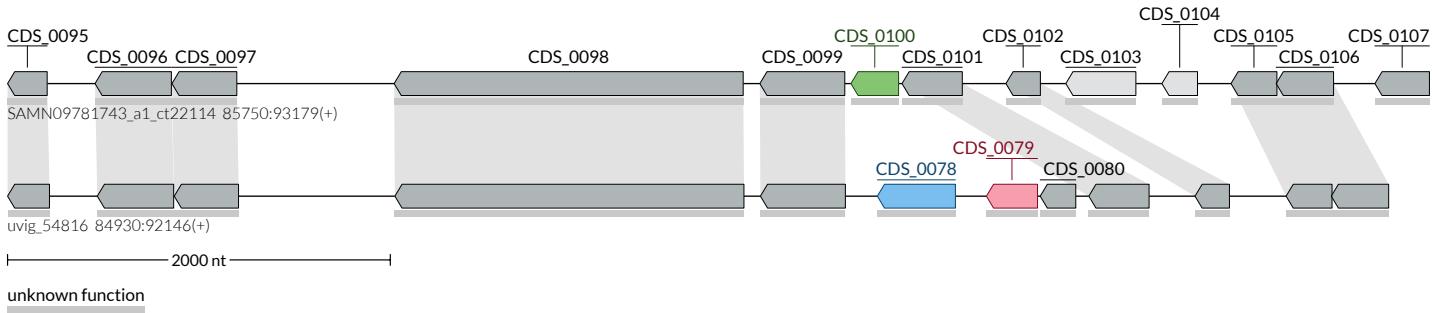 CDS_0104
CDS_0095 CDS_0100 CDS_0102 CDS_0105 CDS_0107
CDS_0096 CDS_0097 CDS_0098 CDS_0099 CDS_0101 CDS_0103 CDS_0106
SAMN09781743_a1_ct22114 85750:93179(+)
CDS_0079
CDS_0078 CDS_0080
uvig_54816 84930:92146(+)
2000 nt
unknown function